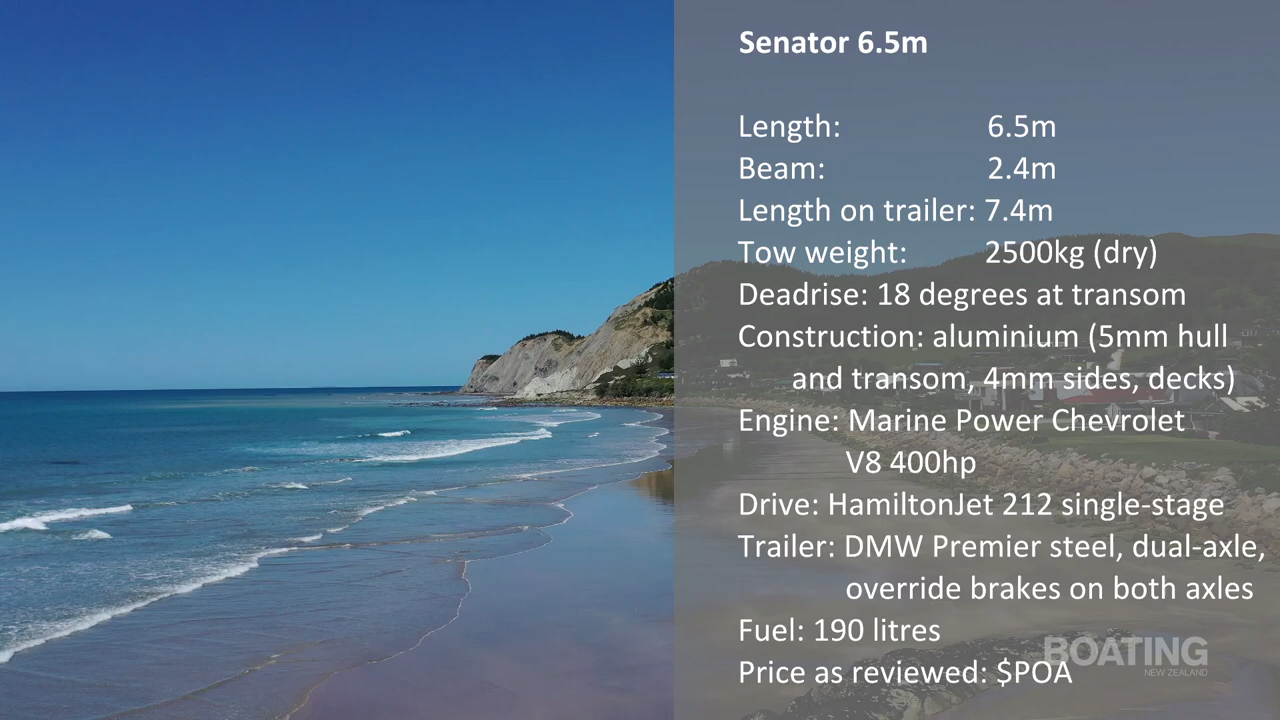 Senator 6.5m
Length: 6.5m
Beam: 2.4m
Length on trailer: 7.4m
Tow weight: 2500kg (dry)
Deadrise: 18 degrees at transom
Construction: aluminium (5mm hull
and transom, 4mm sides, decks)
Engine: Marine Power Chevrolet
V8 400hp
Drive: HamiltonJet 212 single-stage
Trailer: DMW Premier steel, dual-axle,
override brakes on both axles
Fuel: 190 litres
Price as reviewed: $POA
BOATING
NEW ZEALAND